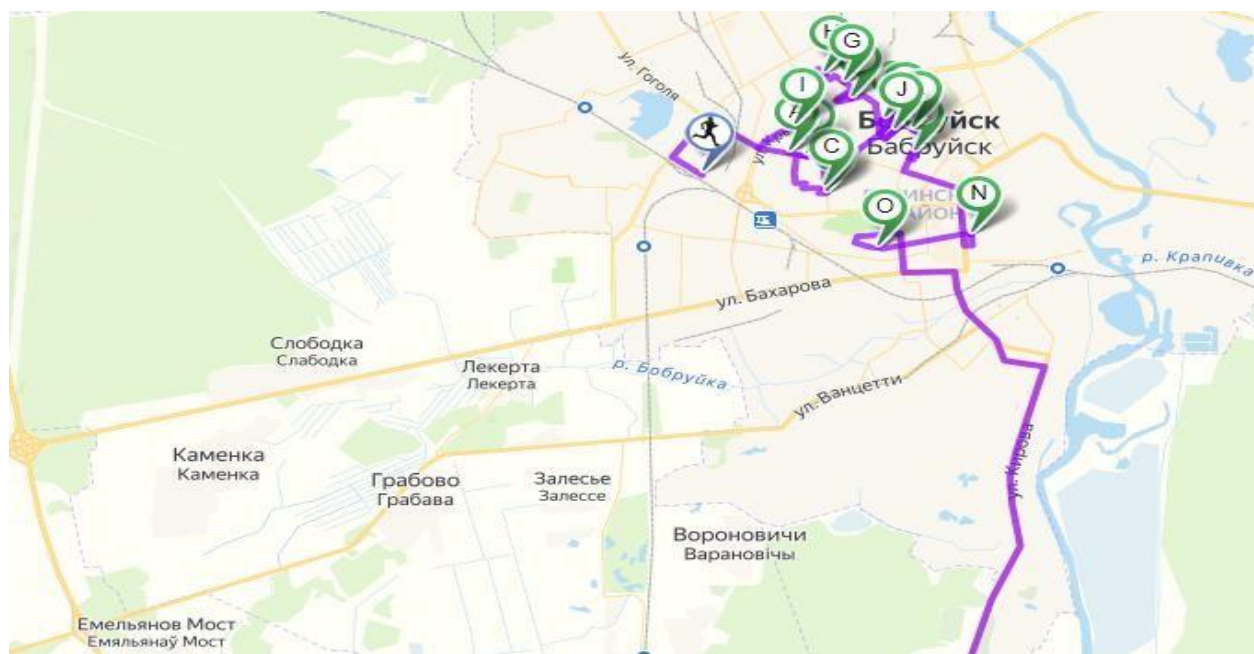 ул. Гоголя
H
G
I
J
C
Бабруйск
O
N
р. Крапивка
ул. Бахарова
Слободка
Слабодка
Лекерта
Лекерта
р. Бобруйка
ул. Ванцетти
Каменка
Каменка
Грабово
Грабава
Залесье
Залессе
ул. Кирова
Вороновичи
Варановічы
Емельянов Мост
Емяльянаў Мост